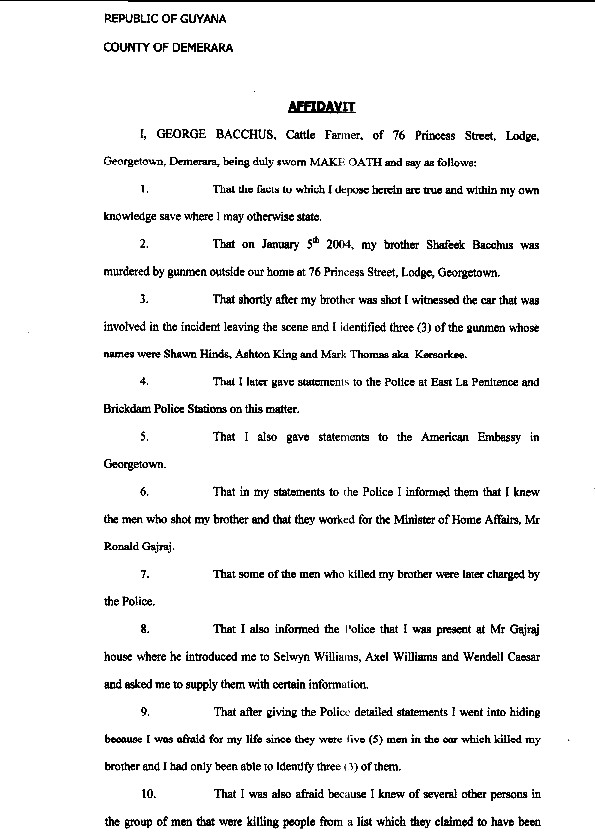 REPUBLIC OF GUYANA
COUNTY OF DEMERARA
AFFIDAVIT
I, GEORGE BACCHUS, Cattle Farmer, of 76 Princess Street, Lodge,
Georgetown, Demerara, being duly sworn MAKE OATH and say as follows:
1. That the facts to which I depose herein are true and within my own
knowledge save where I may otherwise state.
2. That on January 5th 2004, my brother Shafeek Bacchus was
murdered by gunmen outside our home at 76 Princess Street, Lodge, Georgetown.
3. That shortly after my brother was shot I witnessed the car that was
involved in the incident leaving the scene and I identified three (3) of the gunmen whose
names were Shawn Hinds, Ashton King and Mark Thomas aka Kersorkee.
4. That I later gave statements to the Police at East La Penitence and
Brickdam Police Stations on this matter.
5. That I also gave statements to the American Embassy in
Georgetown.
6. That in my statements to the Police I informed them that I knew
the men who shot my brother and that they worked for the Minister of Home Affairs, Mr
Ronald Gajraj.
7. That some of the men who killed my brother were later charged by
the Police.
8. That I also informed the Police that I was present at Mr Gajraj
house where he introduced me to Selwyn Williams, Axel Williams and Wendell Caesar
and asked me to supply them with certain information.
9. That after giving the Police detailed statements I went into hiding
because I was afraid for my life since they were five (5) men in the car which killed my
brother and I had only been able to identify three (3) of them.
10. That I was also afraid because I knew of several other persons in
the group of men that were killing people from a list which they claimed to have been